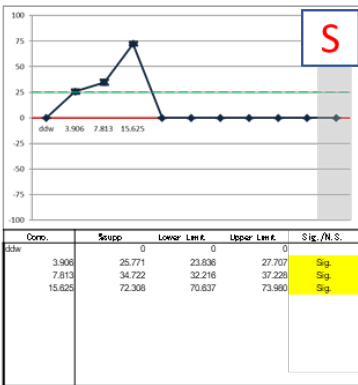 100
S
75
50
25
0
ddw 3.906 7.813 15.625
-25
-50
-75
-100
Conc. %supp Lower Limit Upper Limit Sig./N.S.
ddw 0 0 0
3.906 25.771 23.836 27.707 Sig.
7.813 34.722 32.216 37.228 Sig.
15.625 72.308 70.637 73.980 Sig.